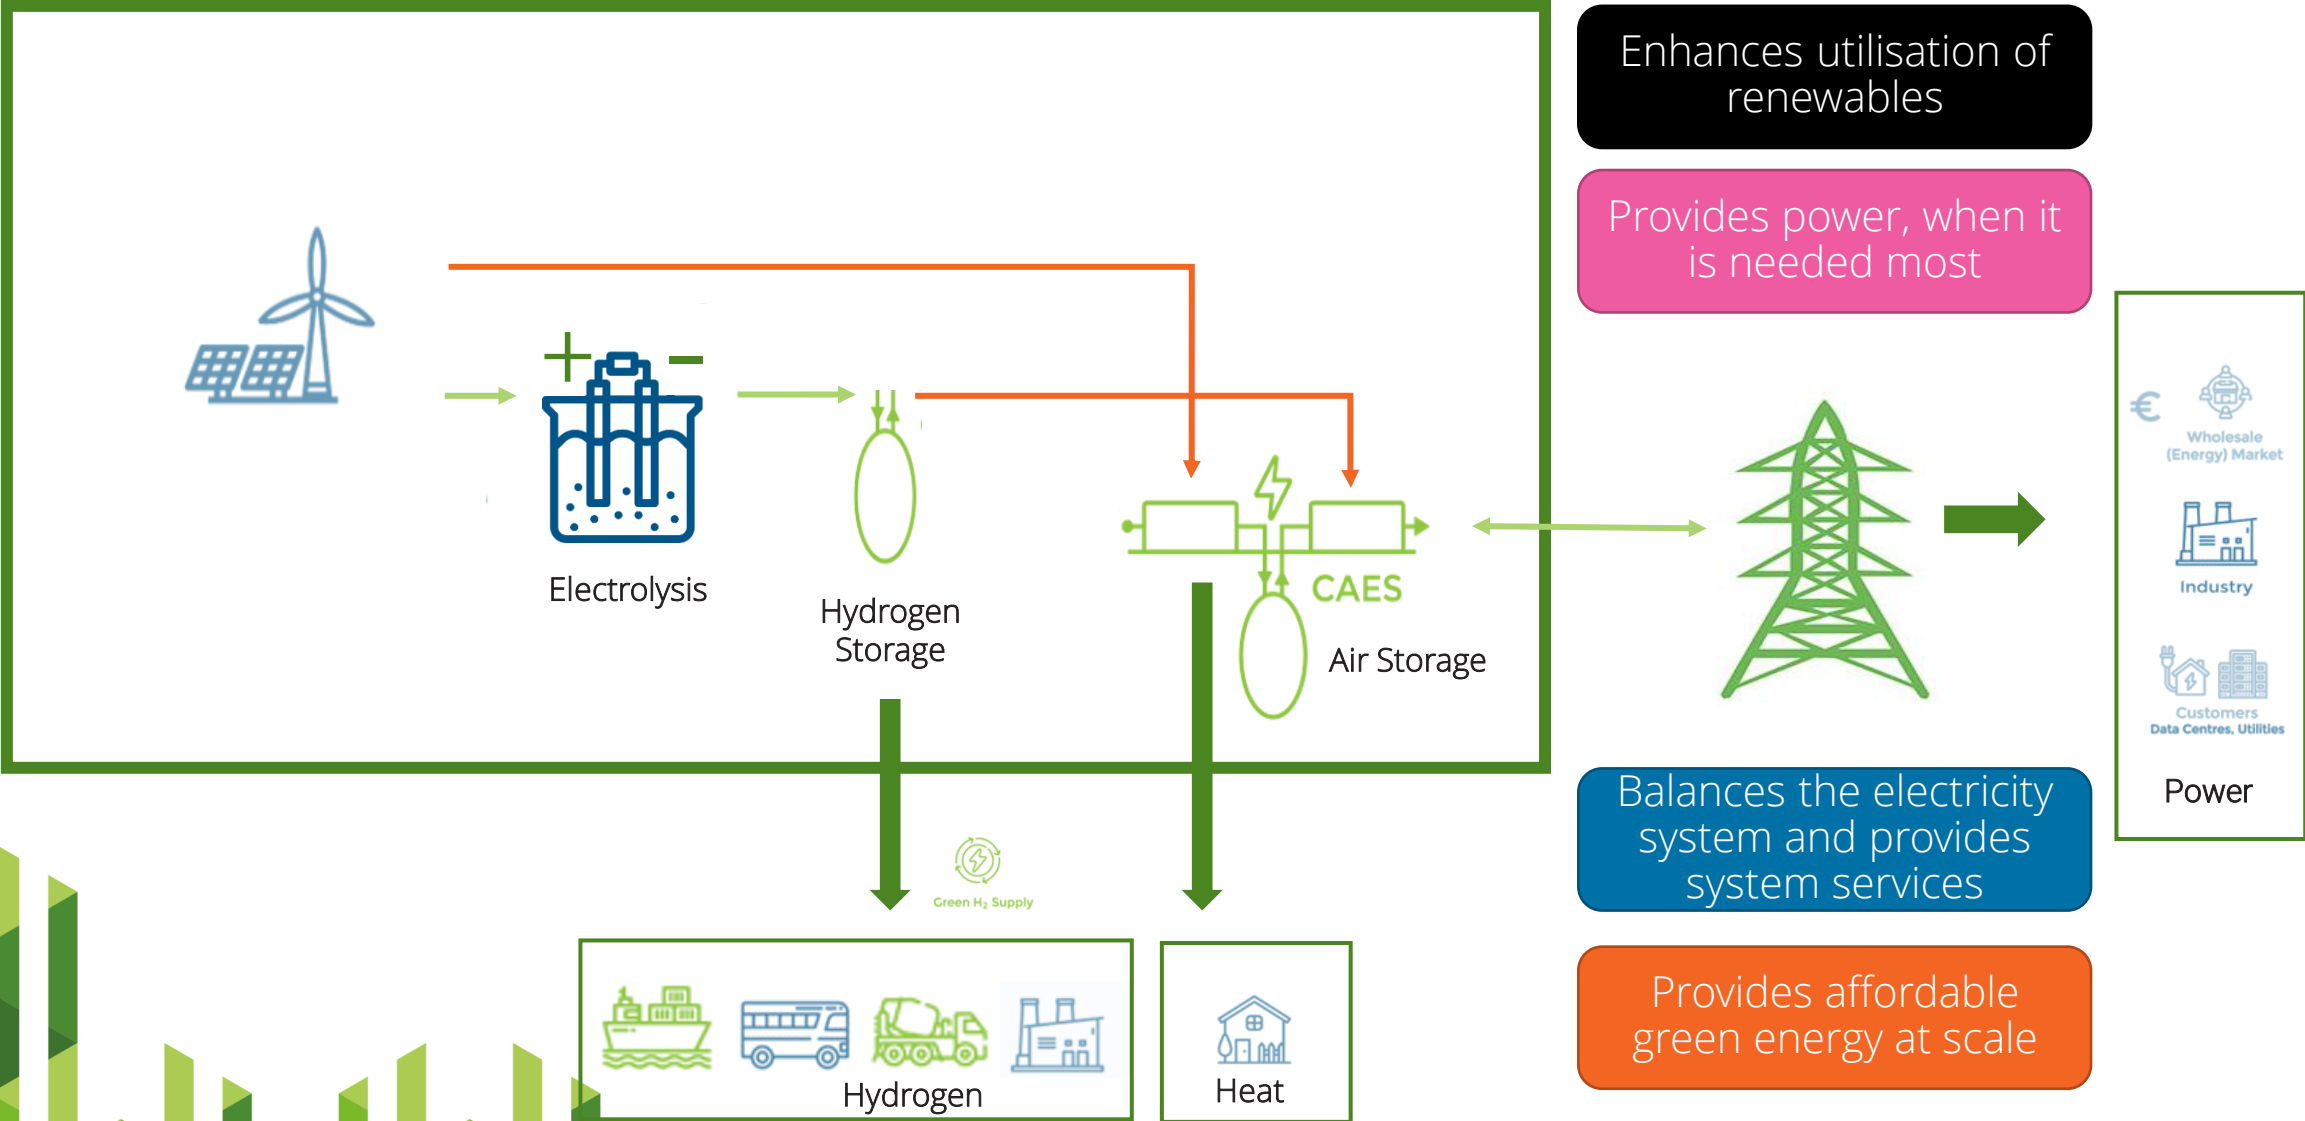 Enhances utilisation of
renewables
Provides power, when it
is needed most
€
Wholesale
(Energy) Market
Industry
Customers
Data Centres, Utilities
Power
+
−
Electrolysis
Hydrogen
Storage
CAES
Air Storage
Balances the electricity
system and provides
system services
Green H₂ Supply
Provides affordable
green energy at scale
Hydrogen
Heat